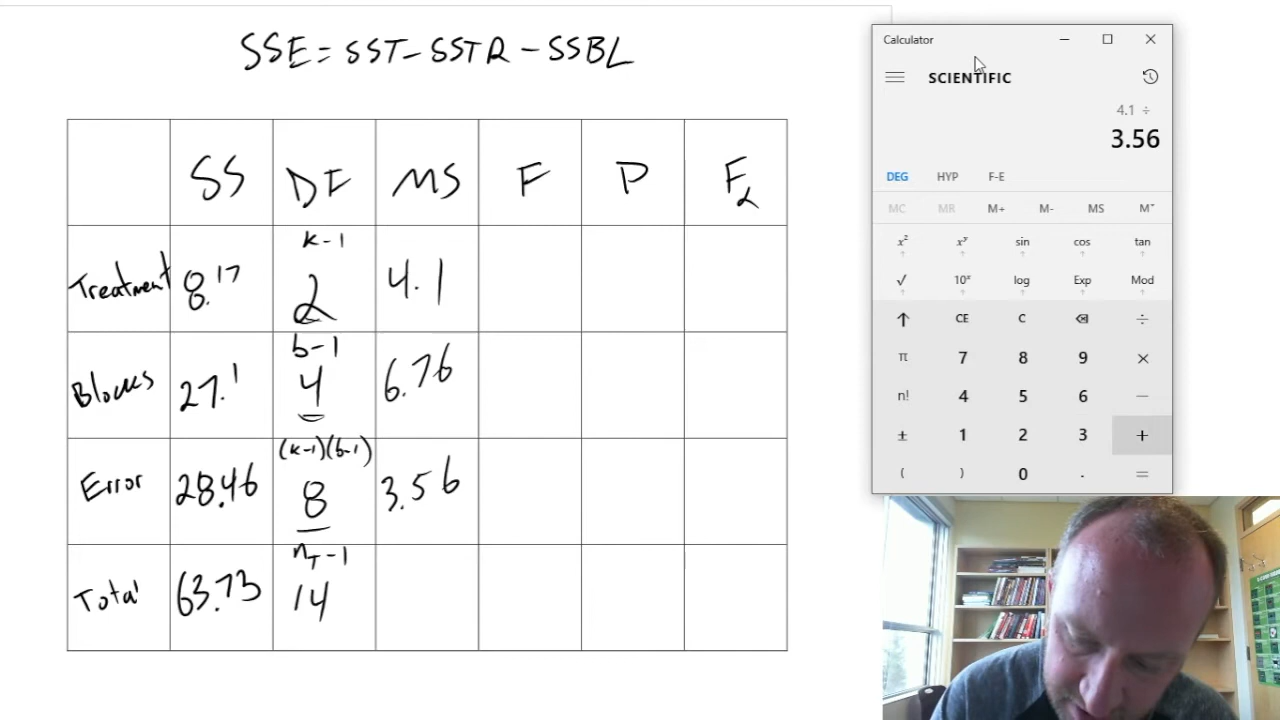 SSE = SST - SSTR - SSBL
SS DF MS F P Fα
Treatment 8.17 k-1 2 4.1
Blocks 27.1 b-1 4 6.76
Error 28.46 (k-1)(b-1) 8 3.56
Total 63.73 nT-1 14
Calculator
SCIENTIFIC
4.1 ÷
3.56
DEG HYP F-E
MC MR M+ M- MS M˅
x² xʸ sin cos tan
√ 10ˣ log Exp Mod
↑ CE C ⌫ ÷
π 7 8 9 ×
n! 4 5 6 −
± 1 2 3 +
( ) 0 . =